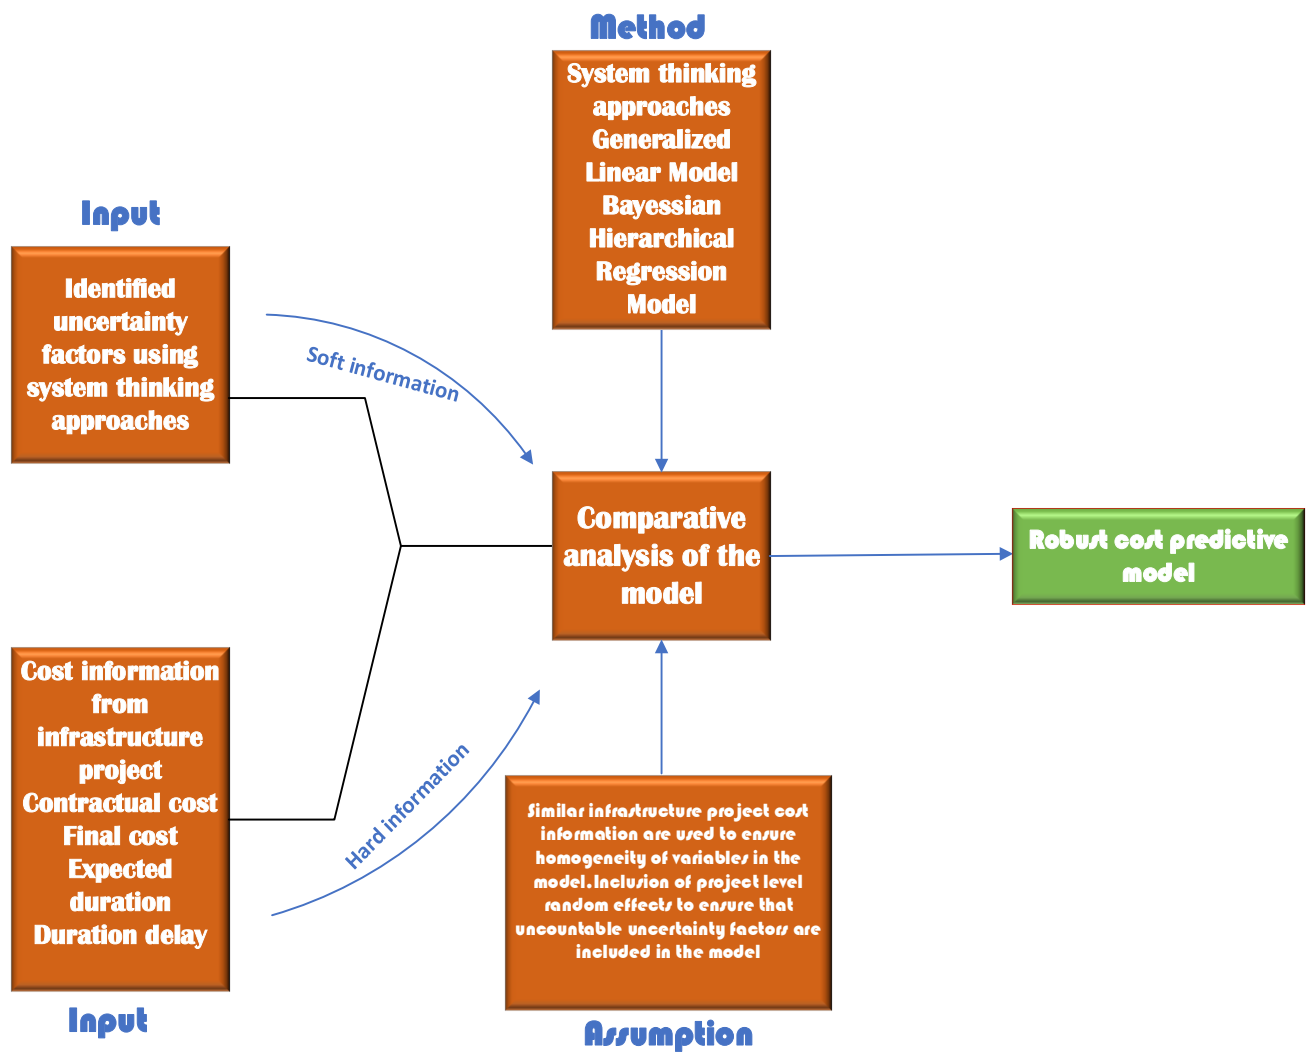 Method
System thinking
approaches
Generalized
Linear Model
Bayessian
Hierarchical
Regression
Model
Input
Identified
uncertainty
factors using
system thinking
approaches
Soft information
Comparative
analysis of the
model
Robust cost predictive
model
Cost information
from
infrastructure
project
Contractual cost
Final cost
Expected
duration
Duration delay
Input
Hard information
Similar infrastructure project cost
information are used to ensure
homogeneity of variables in the
model.Inclusion of project level
random effects to ensure that
uncountable uncertainty factors are
included in the model
Assumption